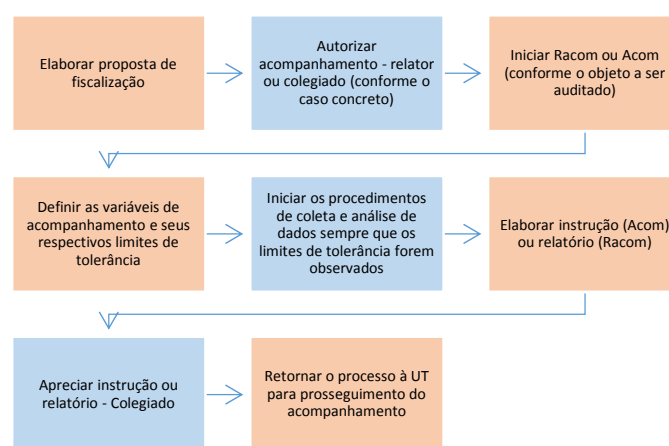 Elaborar proposta de
fiscalização
Autorizar
acompanhamento - relator
ou colegiado (conforme o
caso concreto)
Iniciar Racom ou Acom
(conforme o objeto a ser
auditado)
Definir as variáveis de
acompanhamento e seus
respectivos limites de
tolerância
Iniciar os procedimentos
de coleta e análise de
dados sempre que os
limites de tolerância forem
observados
Elaborar instrução (Acom)
ou relatório (Racom)
Apreciar instrução ou
relatório - Colegiado
Retornar o processo à UT
para prosseguimento do
acompanhamento